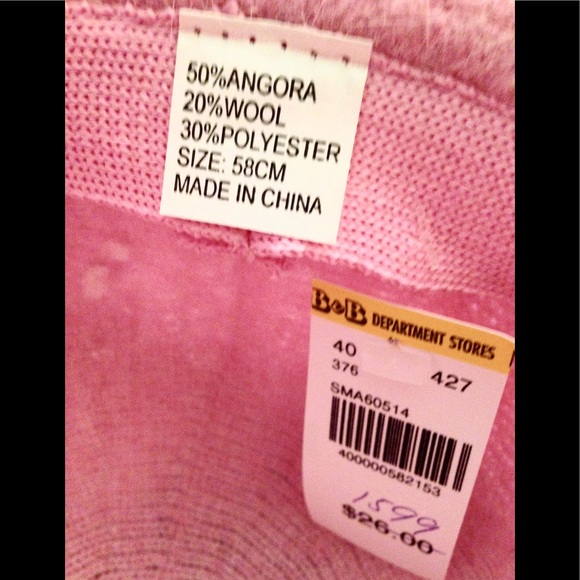 50%ANGORA
20%WOOL
30%POLYESTER
SIZE: 58CM
MADE IN CHINA
B&B DEPARTMENT STORES
40
427
376
SMA60514
400000582153
1599
$26.00